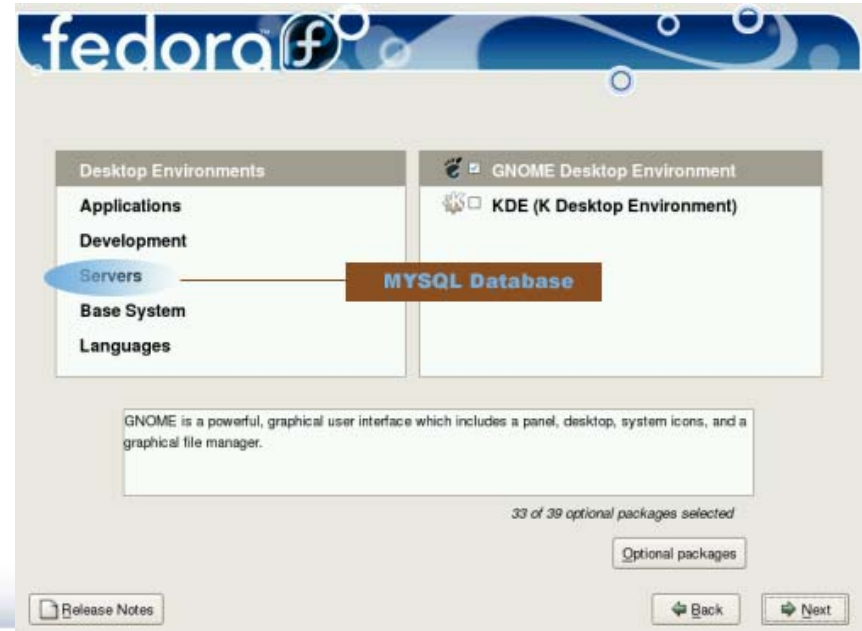 fedora
Desktop Environments
Applications
Development
Servers
Base System
Languages
GNOME Desktop Environment
KDE (K Desktop Environment)
MYSQL Database
GNOME is a powerful, graphical user interface which includes a panel, desktop, system icons, and a
graphical file manager.
33 of 39 optional packages selected
Optional packages
Release Notes
Back
Next